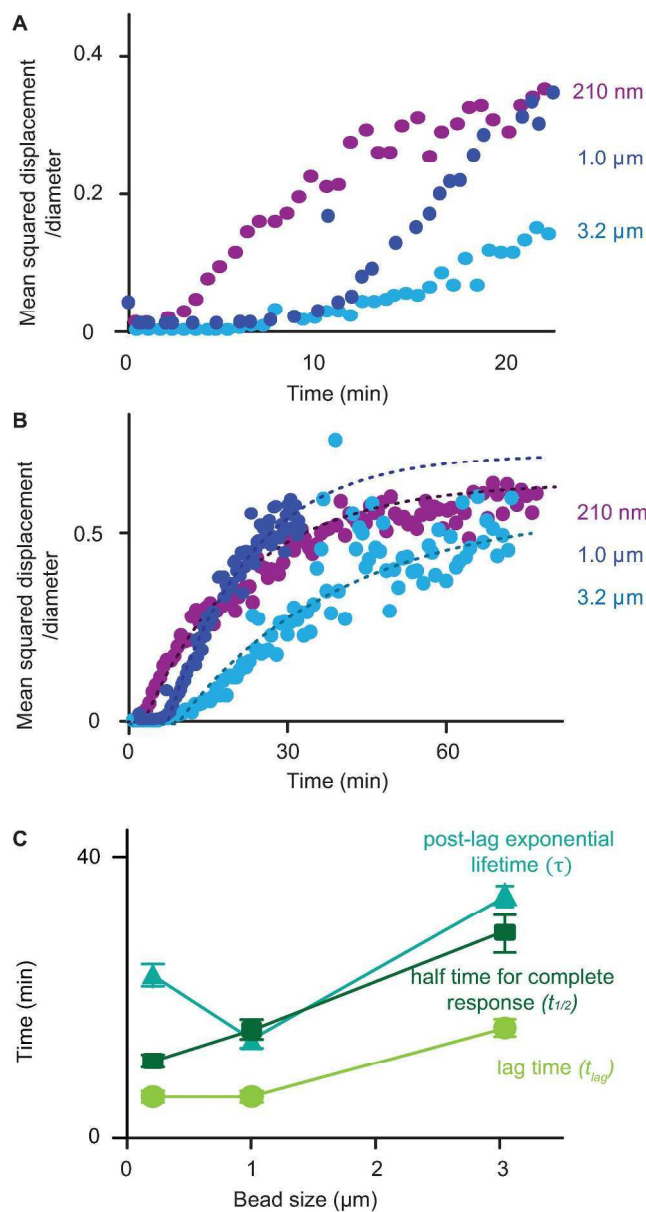 A
Mean squared displacement
/diameter
0.4
0.2
0
0
10
20
Time (min)
210 nm
1.0 µm
3.2 µm
B
Mean squared displacement
/diameter
0.5
0
0
30
60
Time (min)
210 nm
1.0 µm
3.2 µm
C
Time (min)
40
0
0
1
2
3
Bead size (µm)
post-lag exponential
lifetime (τ)
half time for complete
response (t1/2)
lag time (tlag)